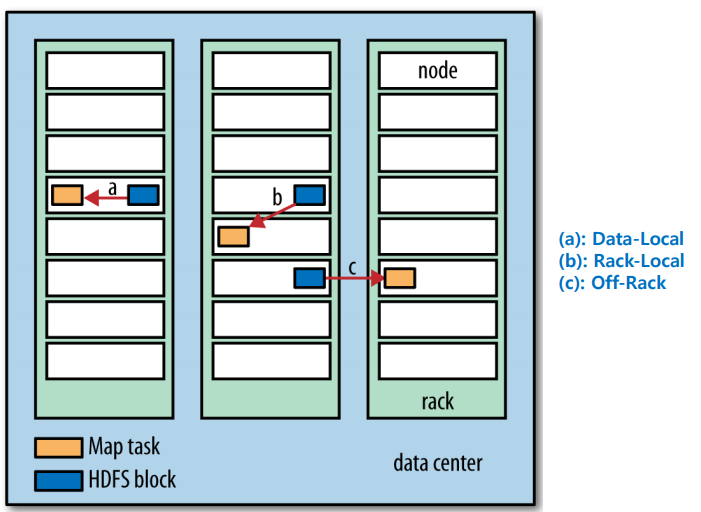 node
a
b
c
(a): Data-Local
(b): Rack-Local
(c): Off-Rack
rack
Map task
HDFS block
data center